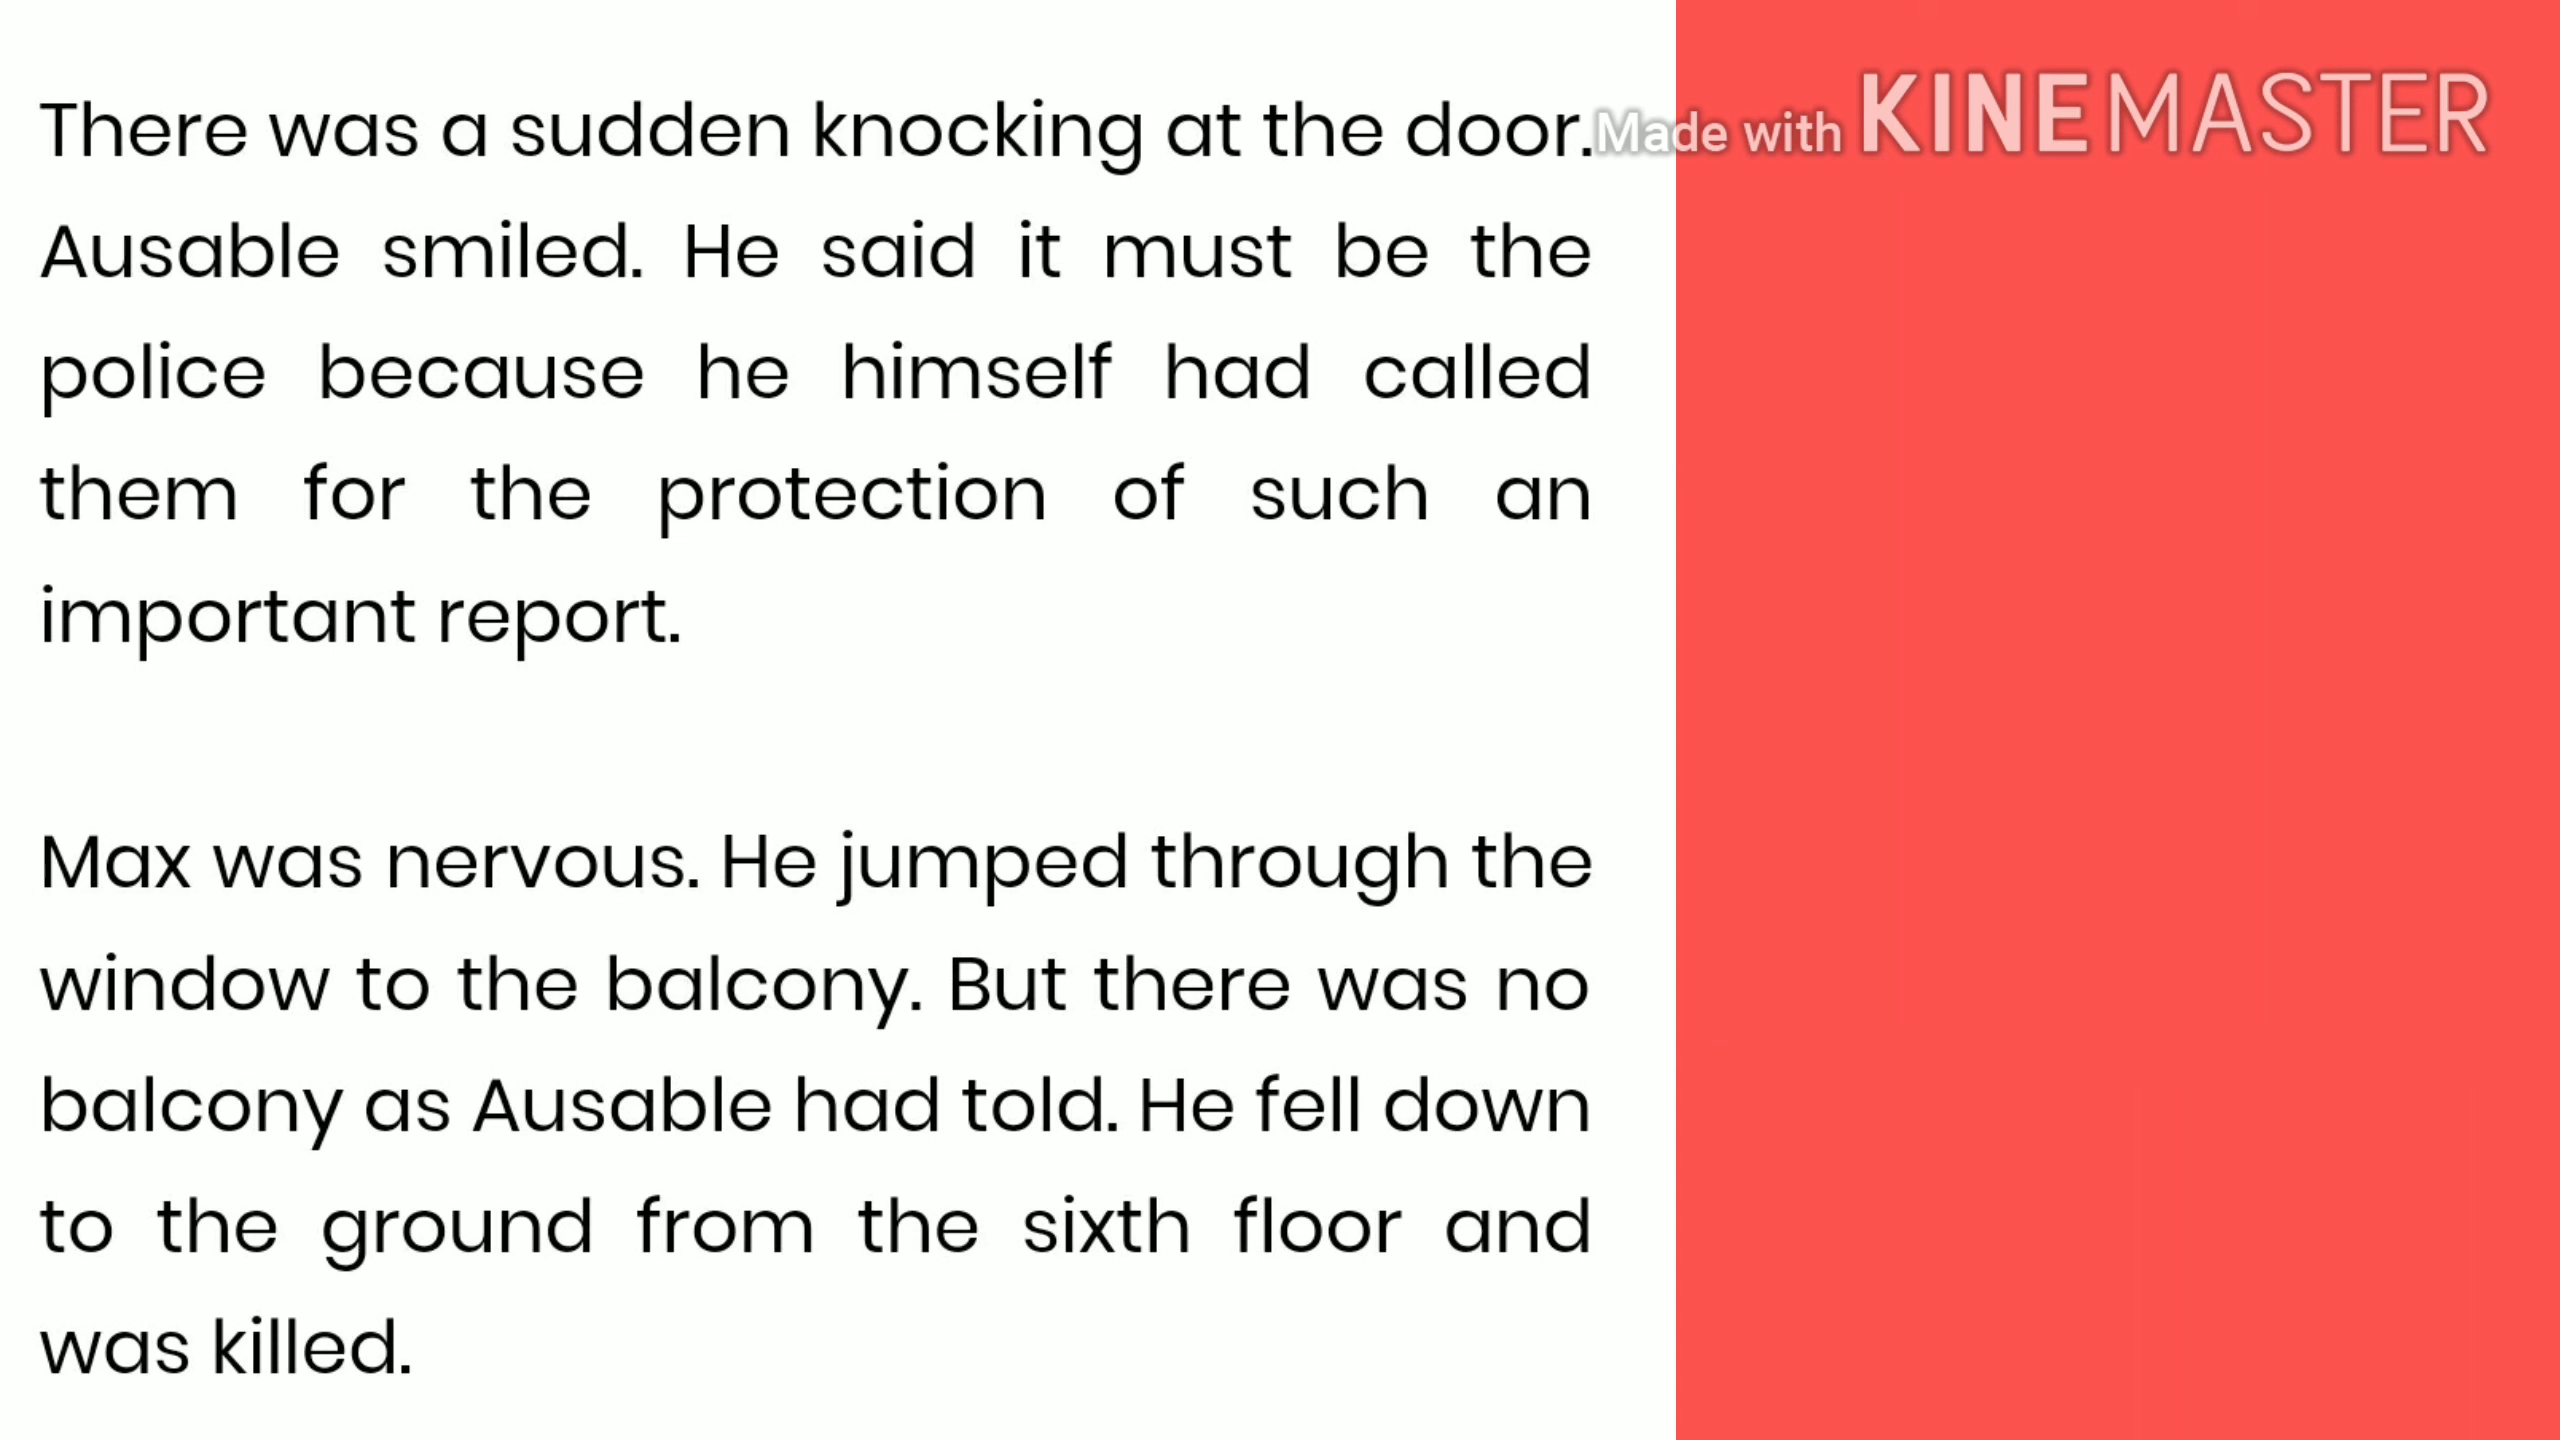 There was a sudden knocking at the door.
Made with KINEMASTER
Ausable smiled. He said it must be the
police because he himself had called
them for the protection of such an
important report.
Max was nervous. He jumped through the
window to the balcony. But there was no
balcony as Ausable had told. He fell down
to the ground from the sixth floor and
was killed.